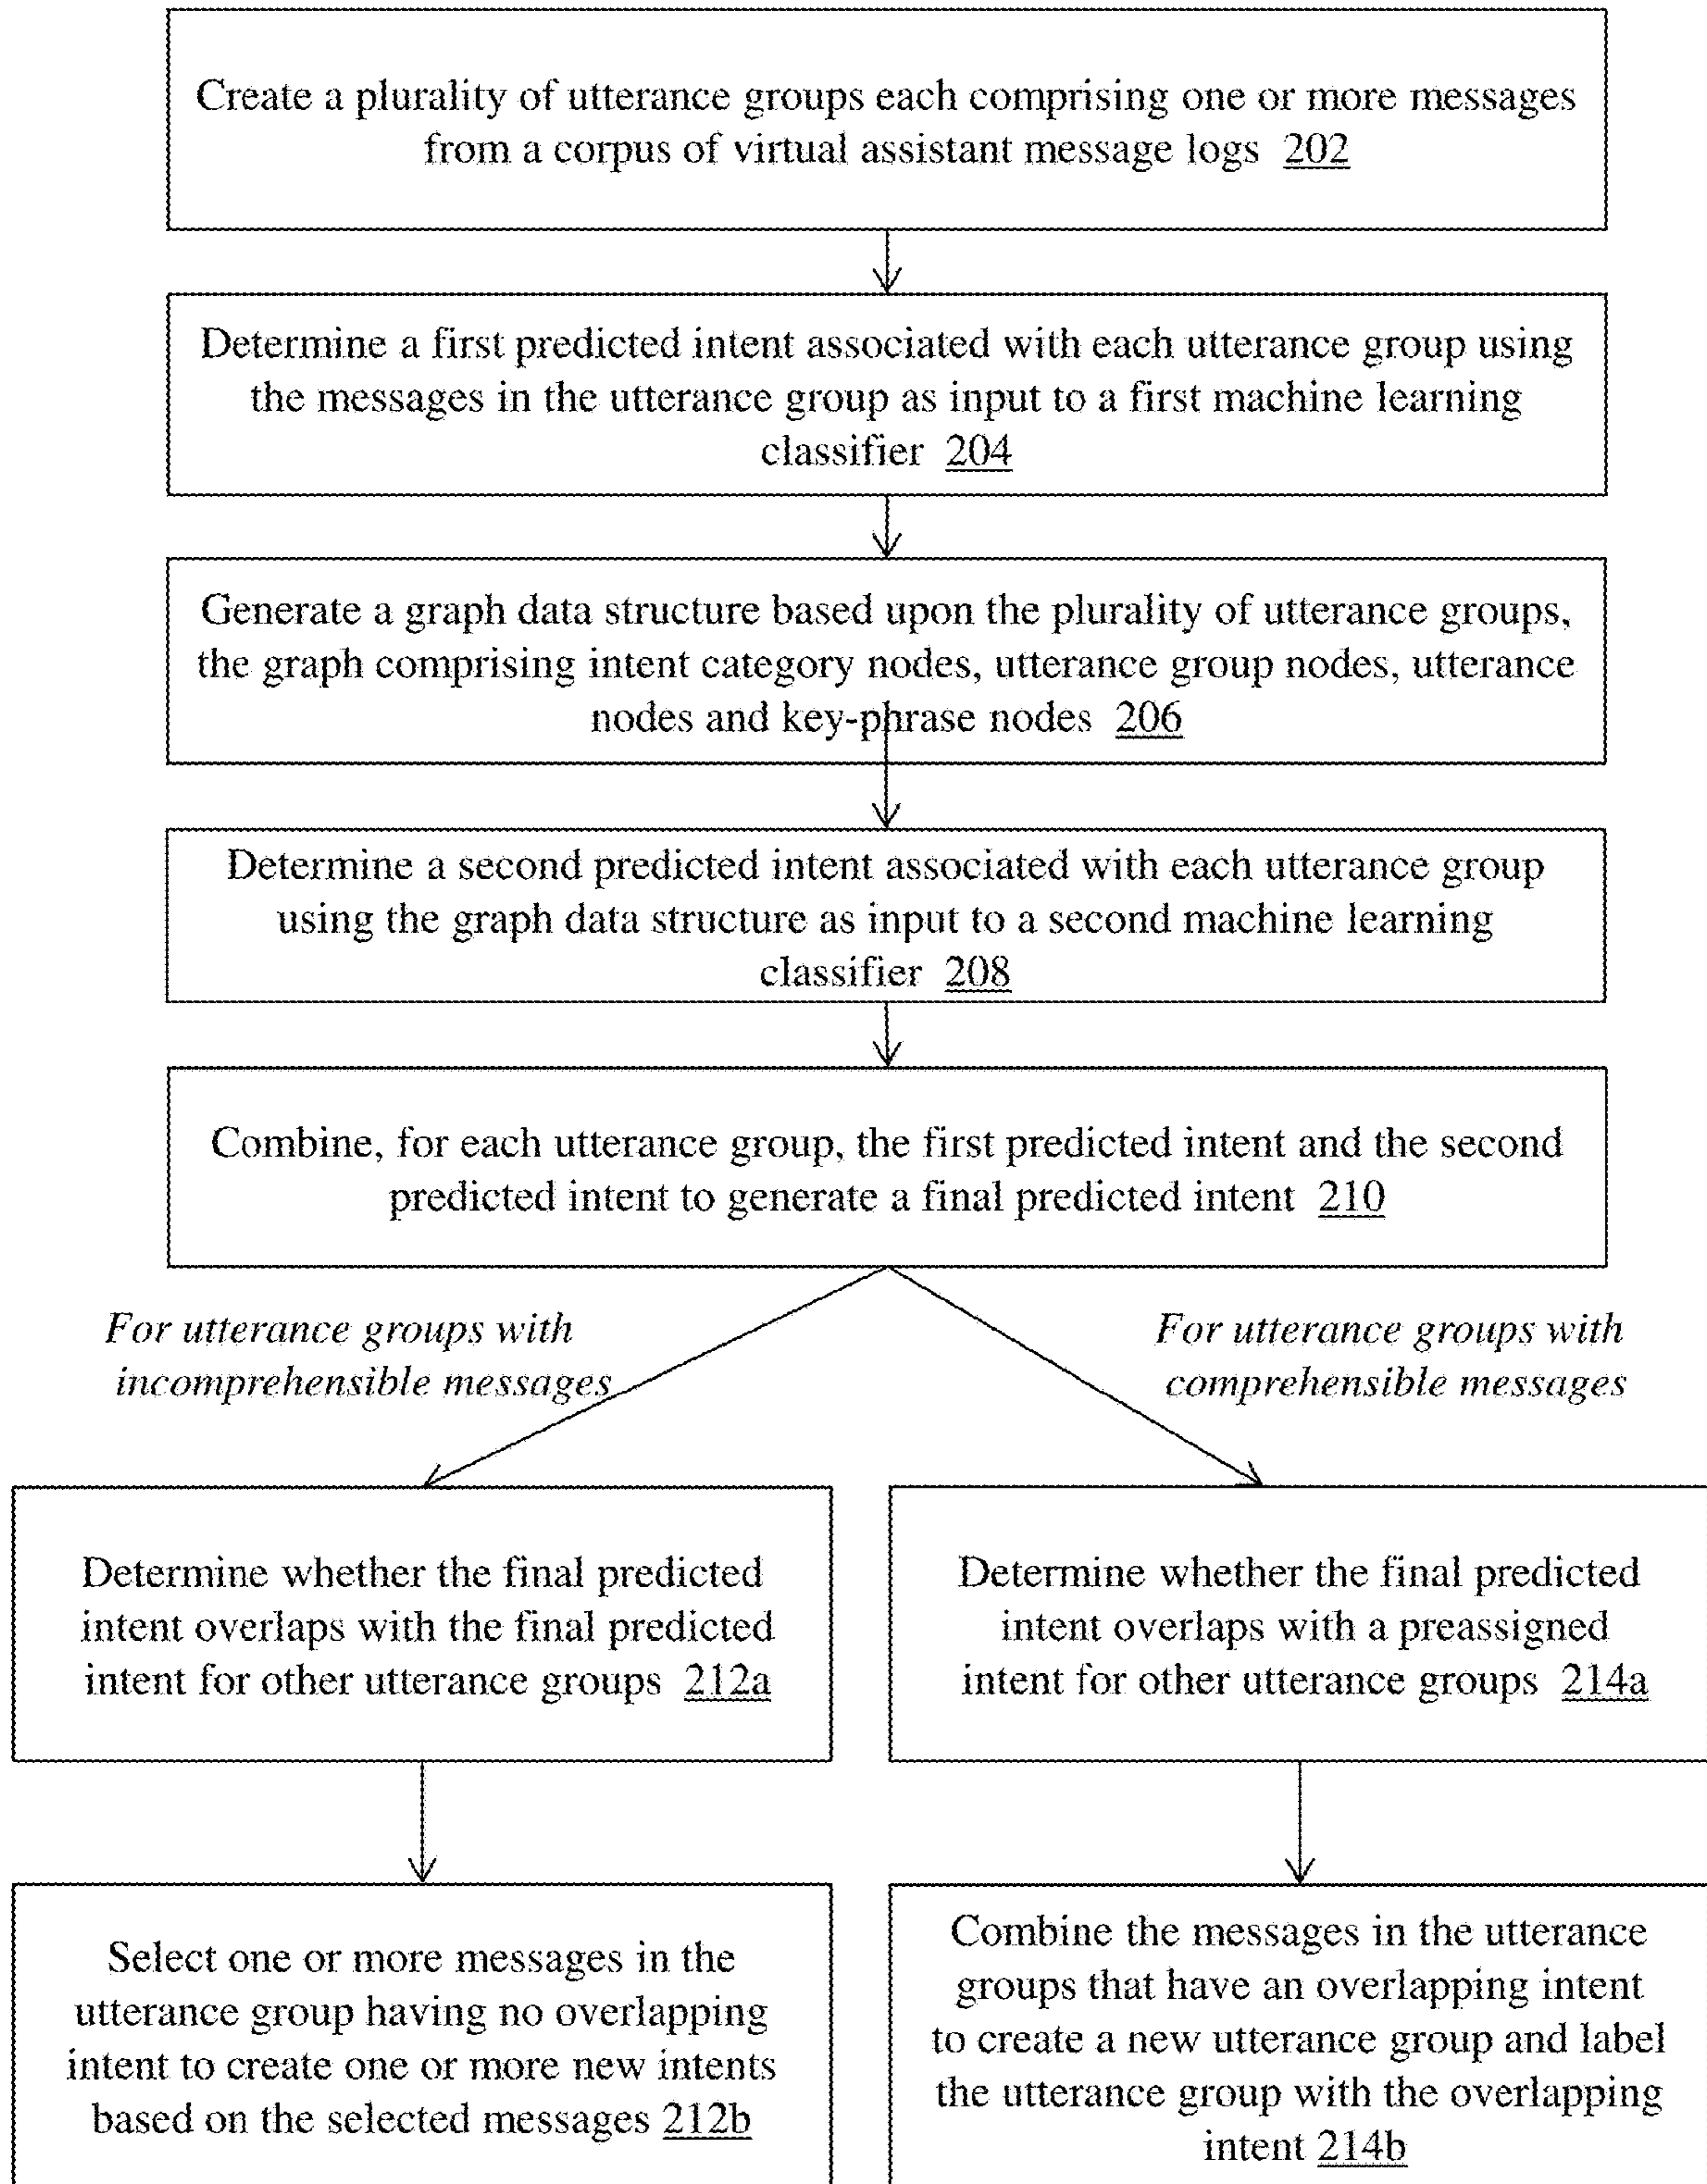 Create a plurality of utterance groups each comprising one or more messages
from a corpus of virtual assistant message logs 202
Determine a first predicted intent associated with each utterance group using
the messages in the utterance group as input to a first machine learning
classifier 204
Generate a graph data structure based upon the plurality of utterance groups,
the graph comprising intent category nodes, utterance group nodes, utterance
nodes and key-phrase nodes 206
Determine a second predicted intent associated with each utterance group
using the graph data structure as input to a second machine learning
classifier 208
Combine, for each utterance group, the first predicted intent and the second
predicted intent to generate a final predicted intent 210
For utterance groups with
incomprehensible messages
For utterance groups with
comprehensible messages
Determine whether the final predicted
intent overlaps with the final predicted
intent for other utterance groups 212a
Determine whether the final predicted
intent overlaps with a preassigned
intent for other utterance groups 214a
Select one or more messages in the
utterance group having no overlapping
intent to create one or more new intents
based on the selected messages 212b
Combine the messages in the utterance
groups that have an overlapping intent
to create a new utterance group and label
the utterance group with the overlapping
intent 214b